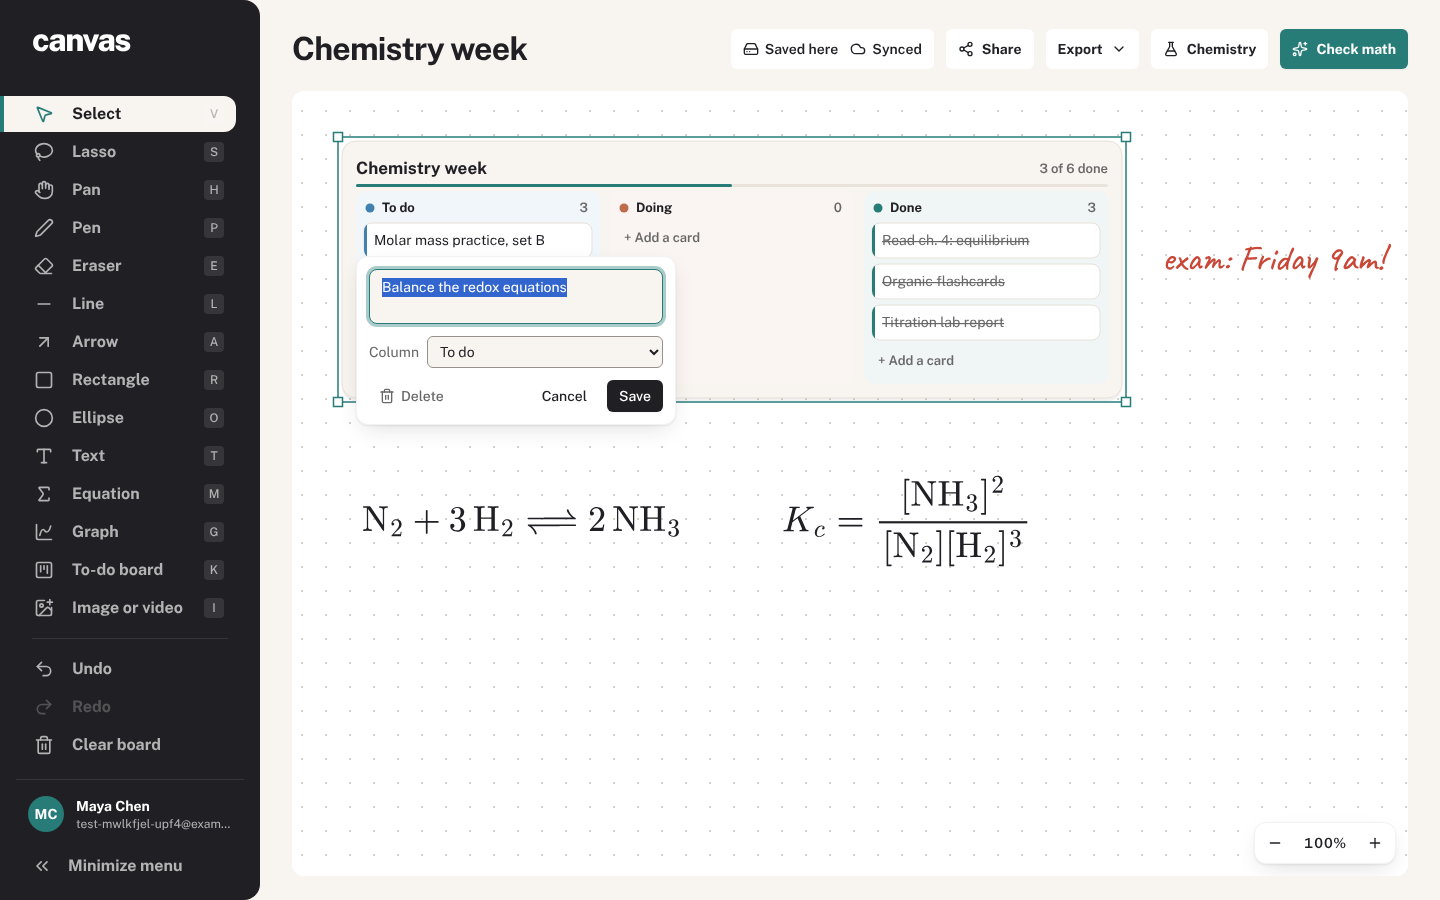 canvas
Select V
Lasso S
Pan H
Pen P
Eraser E
Line L
Arrow A
Rectangle R
Ellipse O
Text T
Equation M
Graph G
To-do board K
Image or video I
Undo
Redo
Clear board
MC Maya Chen
test-mwlkfjel-upf4@exam...
Minimize menu
Chemistry week
Saved here Synced
Share
Export
Chemistry
Check math
Chemistry week 3 of 6 done
To do 3
Molar mass practice, set B
Balance the redox equations
Column To do
Delete Cancel Save
Doing 0
+ Add a card
Done 3
Read ch. 4: equilibrium
Organic flashcards
Titration lab report
+ Add a card
exam: Friday 9am!
N₂ + 3 H₂ ⇌ 2 NH₃
K_c = [NH₃]² / [N₂][H₂]³
− 100% +